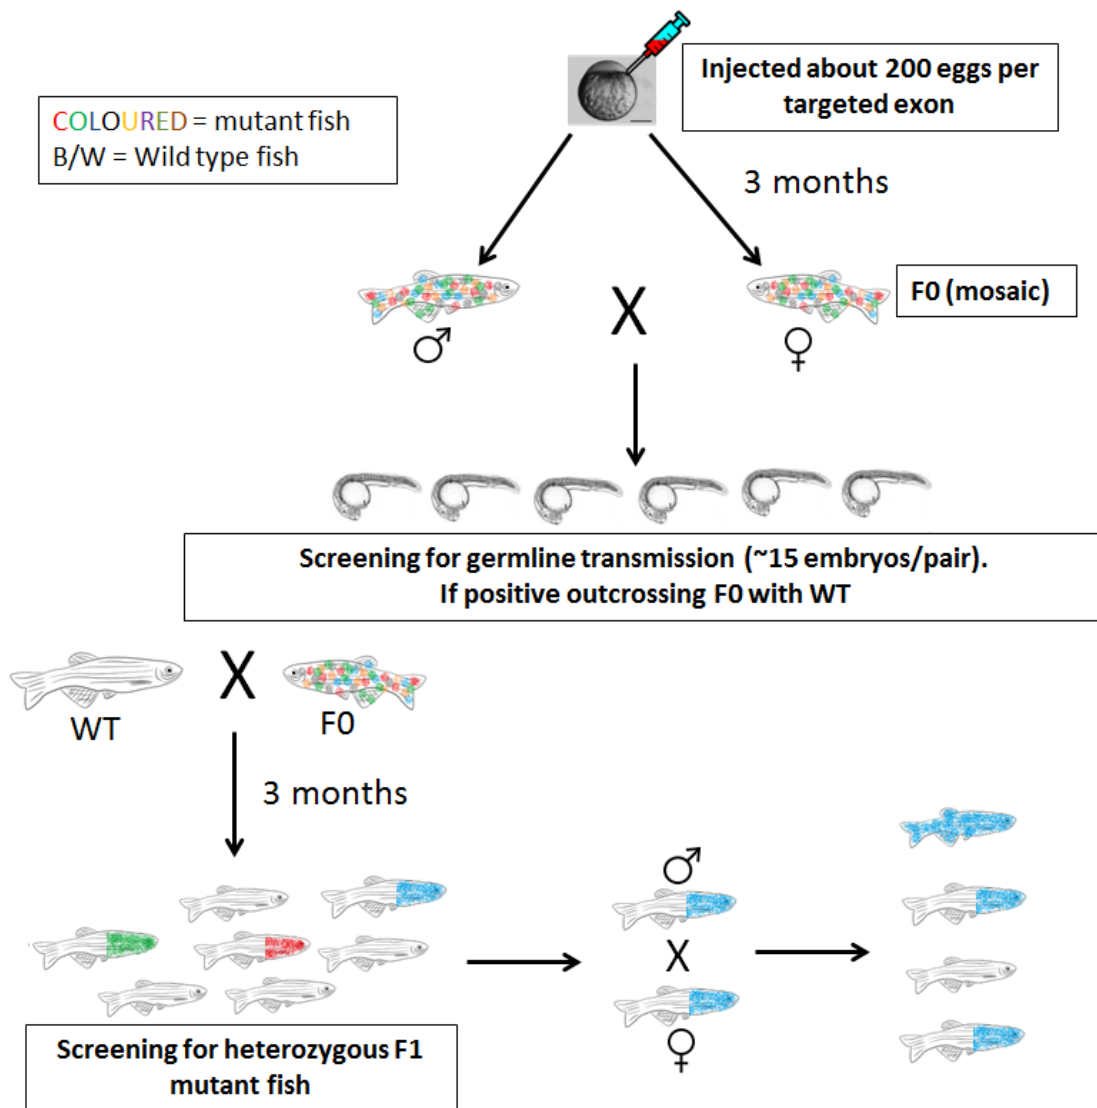 Injected about 200 eggs per
targeted exon
COLOURED = mutant fish
B/W = Wild type fish
3 months
F0 (mosaic)
X
♂
♀
Screening for germline transmission (~15 embryos/pair).
If positive outcrossing F0 with WT
X
WT
F0
3 months
♂
X
♀
Screening for heterozygous F1
mutant fish